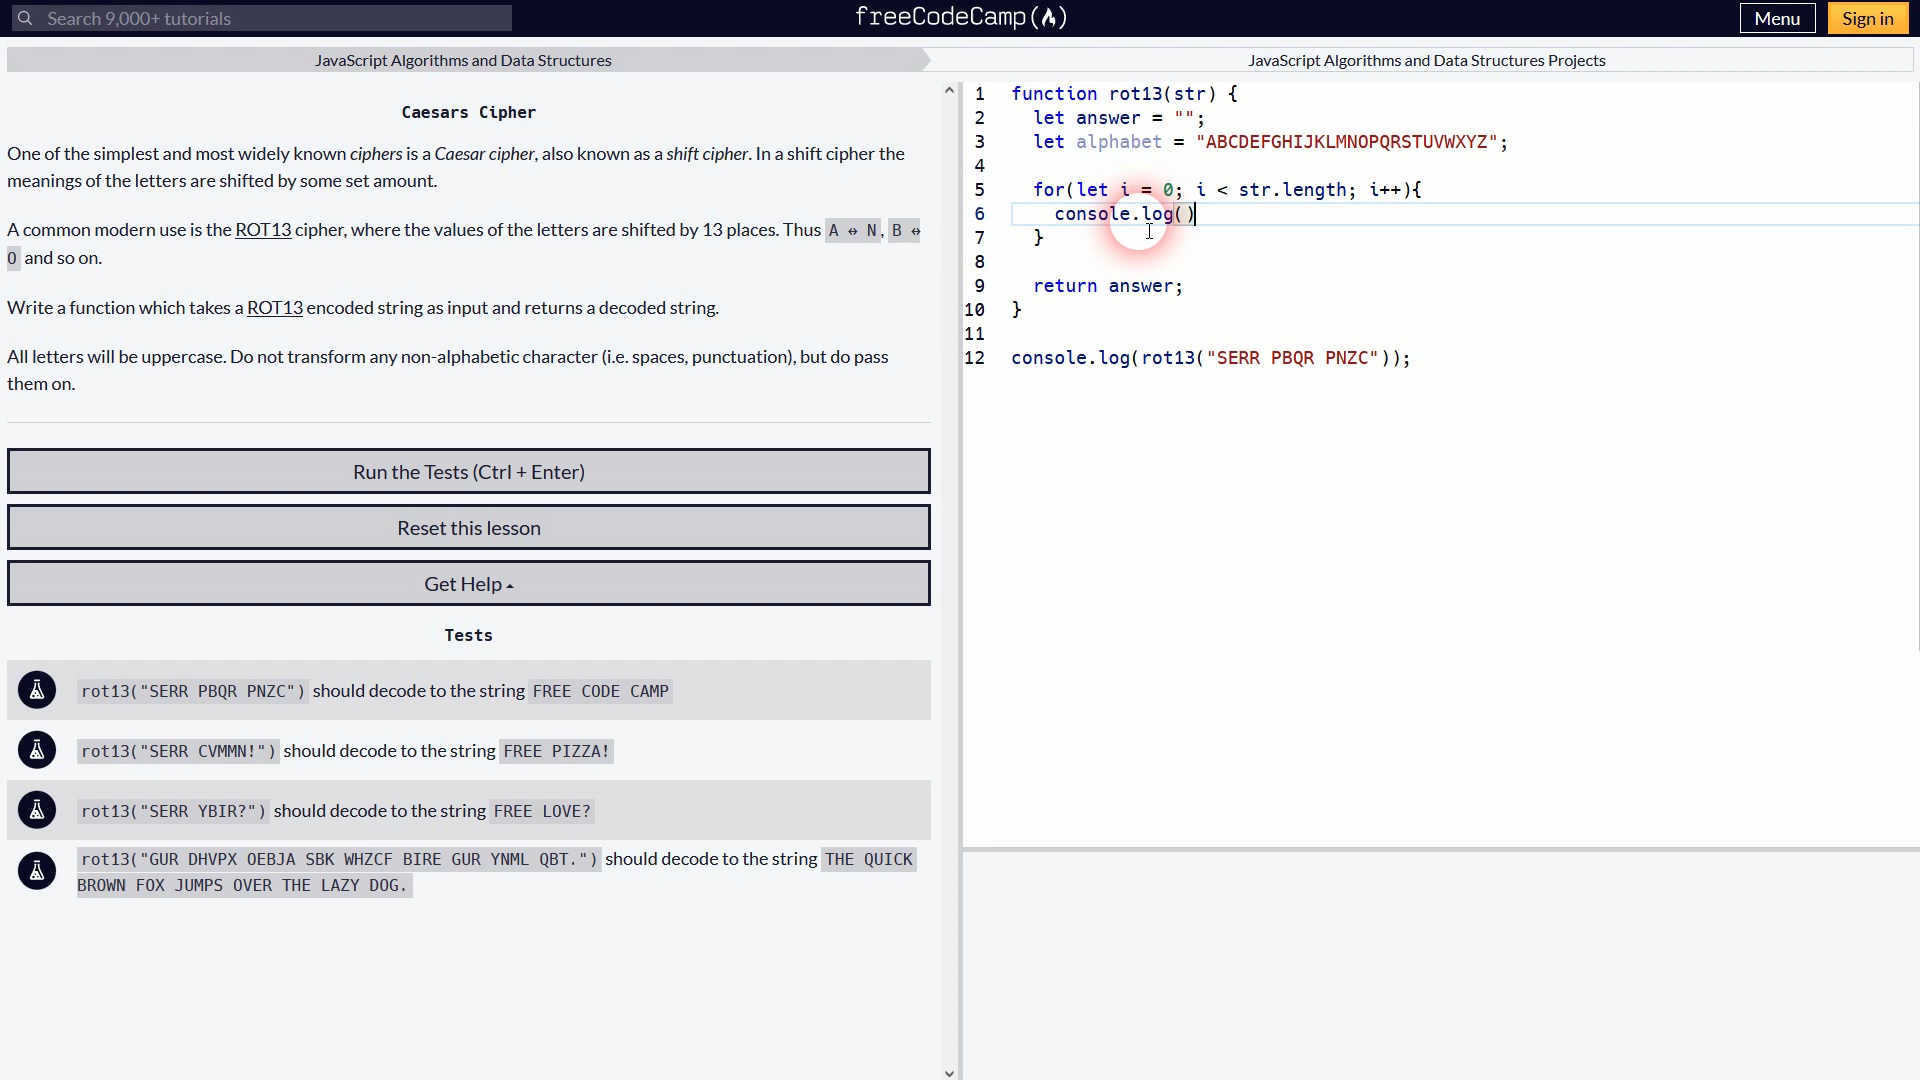 Search 9,000+ tutorials
freeCodeCamp
Menu
Sign in
JavaScript Algorithms and Data Structures
JavaScript Algorithms and Data Structures Projects
Caesars Cipher
One of the simplest and most widely known ciphers is a Caesar cipher, also known as a shift cipher. In a shift cipher the
meanings of the letters are shifted by some set amount.
A common modern use is the ROT13 cipher, where the values of the letters are shifted by 13 places. Thus A ↔ N, B ↔
O and so on.
Write a function which takes a ROT13 encoded string as input and returns a decoded string.
All letters will be uppercase. Do not transform any non-alphabetic character (i.e. spaces, punctuation), but do pass
them on.
Run the Tests (Ctrl + Enter)
Reset this lesson
Get Help
Tests
rot13("SERR PBQR PNZC") should decode to the string FREE CODE CAMP
rot13("SERR CVMMN!") should decode to the string FREE PIZZA!
rot13("SERR YBIR?") should decode to the string FREE LOVE?
rot13("GUR DHVPX OEBJA SBK WHZCF BIRE GUR YNML QBT.") should decode to the string THE QUICK
BROWN FOX JUMPS OVER THE LAZY DOG.
1 function rot13(str) {
2 let answer = "";
3 let alphabet = "ABCDEFGHIJKLMNOPQRSTUVWXYZ";
4
5 for(let i = 0; i < str.length; i++){
6 console.log()
7 }
8
9 return answer;
10 }
11
12 console.log(rot13("SERR PBQR PNZC"));